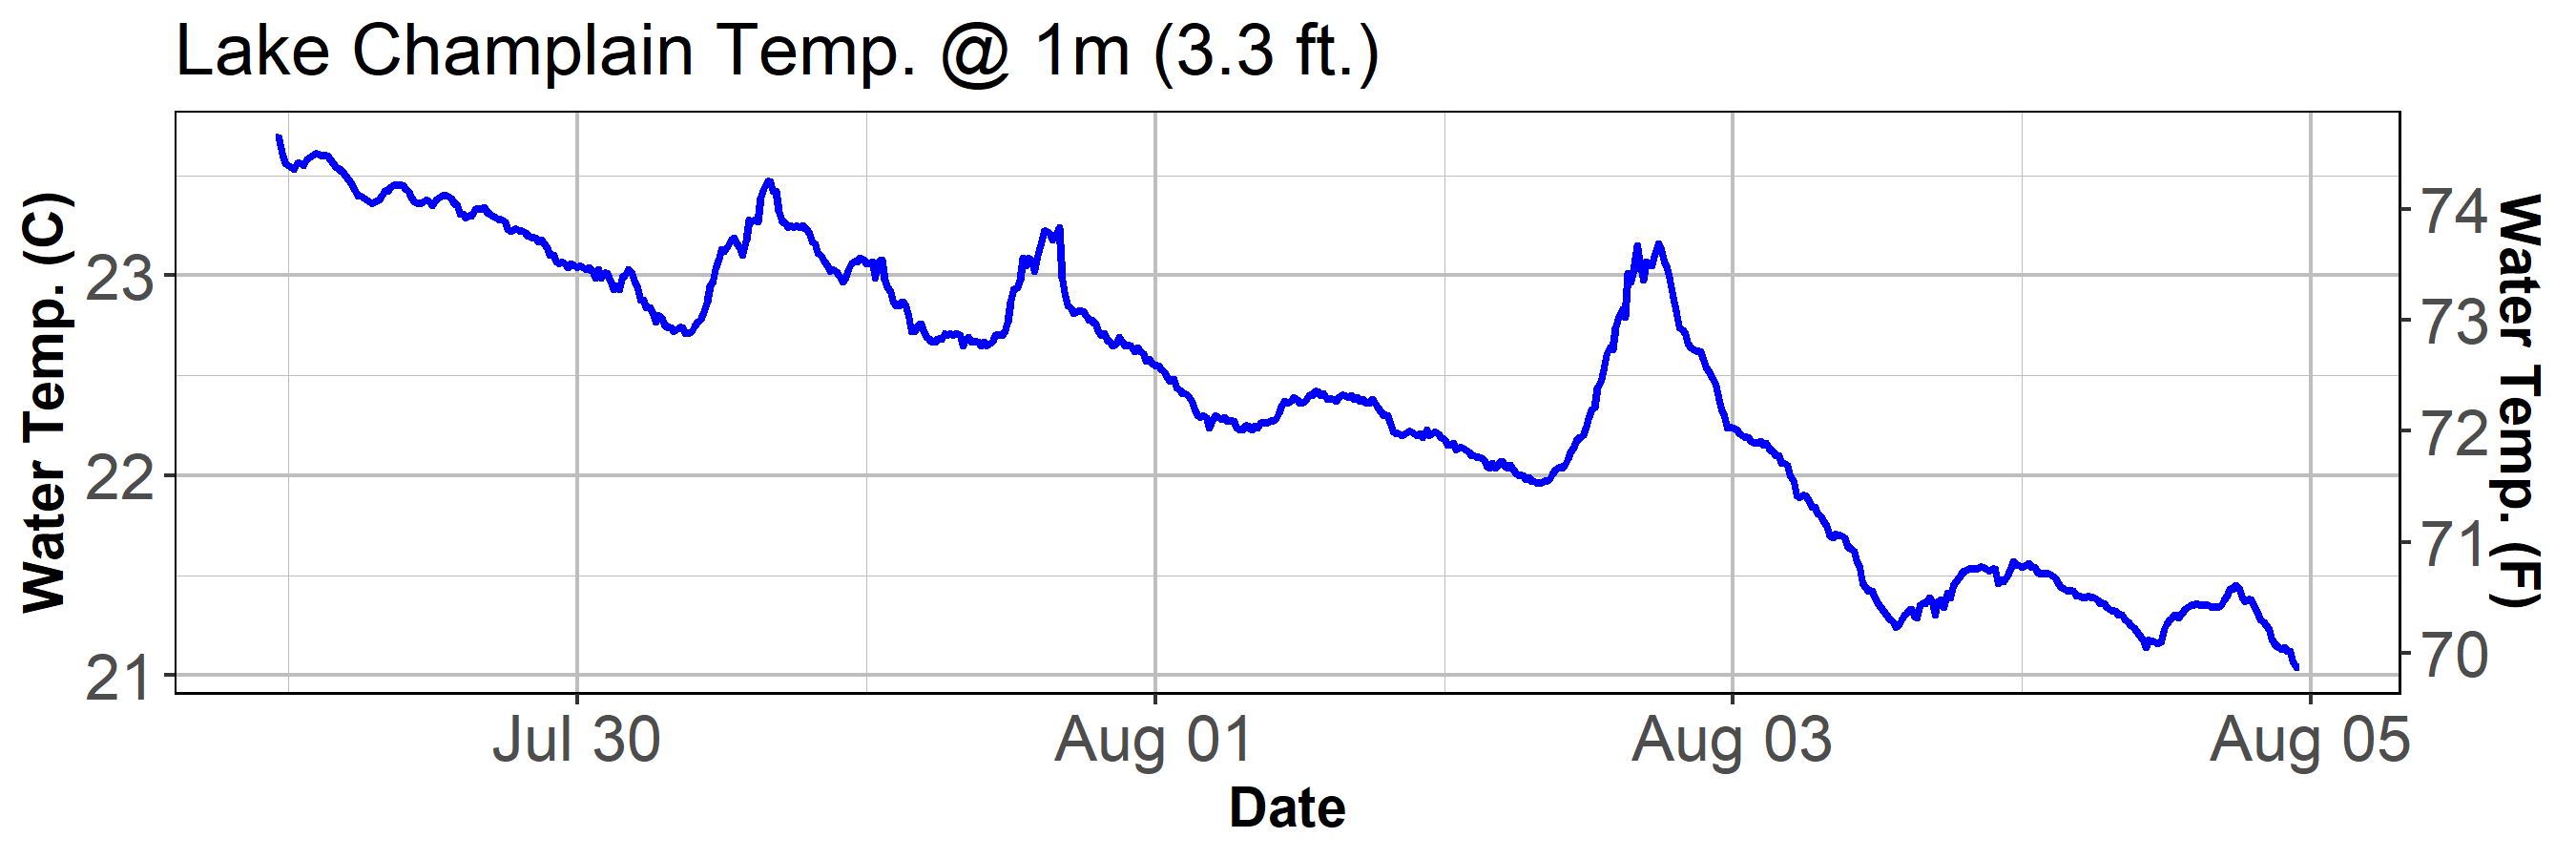 Lake Champlain Temp. @ 1m (3.3 ft.)
Water Temp. (C)
23
22
21
74
73
72
71
70
Water Temp. (F)
Jul 30 Aug 01 Aug 03 Aug 05
Date